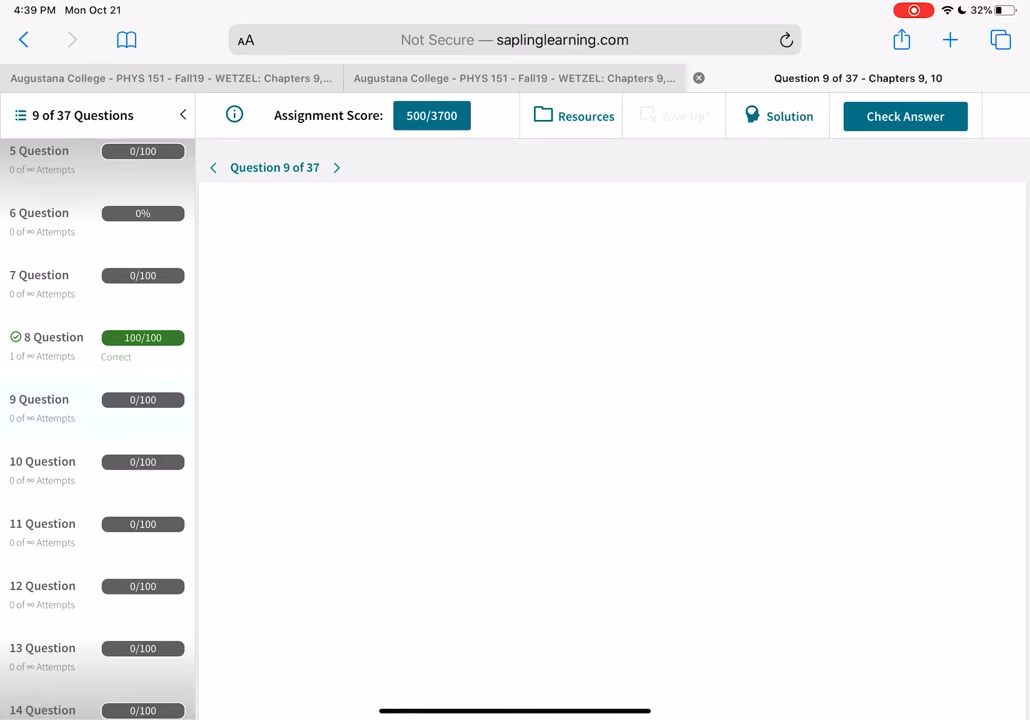 4:39 PM Mon Oct 21
32%
AA
Not Secure — saplinglearning.com
Augustana College - PHYS 151 - Fall19 - WETZEL: Chapters 9,...
Augustana College - PHYS 151 - Fall19 - WETZEL: Chapters 9,...
Question 9 of 37 - Chapters 9, 10
9 of 37 Questions
Assignment Score:
500/3700
Resources
Give Up?
Solution
Check Answer
Question 9 of 37
5 Question
0/100
0 of ∞ Attempts
6 Question
0%
0 of ∞ Attempts
7 Question
0/100
0 of ∞ Attempts
8 Question
100/100
1 of ∞ Attempts
Correct
9 Question
0/100
0 of ∞ Attempts
10 Question
0/100
0 of ∞ Attempts
11 Question
0/100
0 of ∞ Attempts
12 Question
0/100
0 of ∞ Attempts
13 Question
0/100
0 of ∞ Attempts
14 Question
0/100